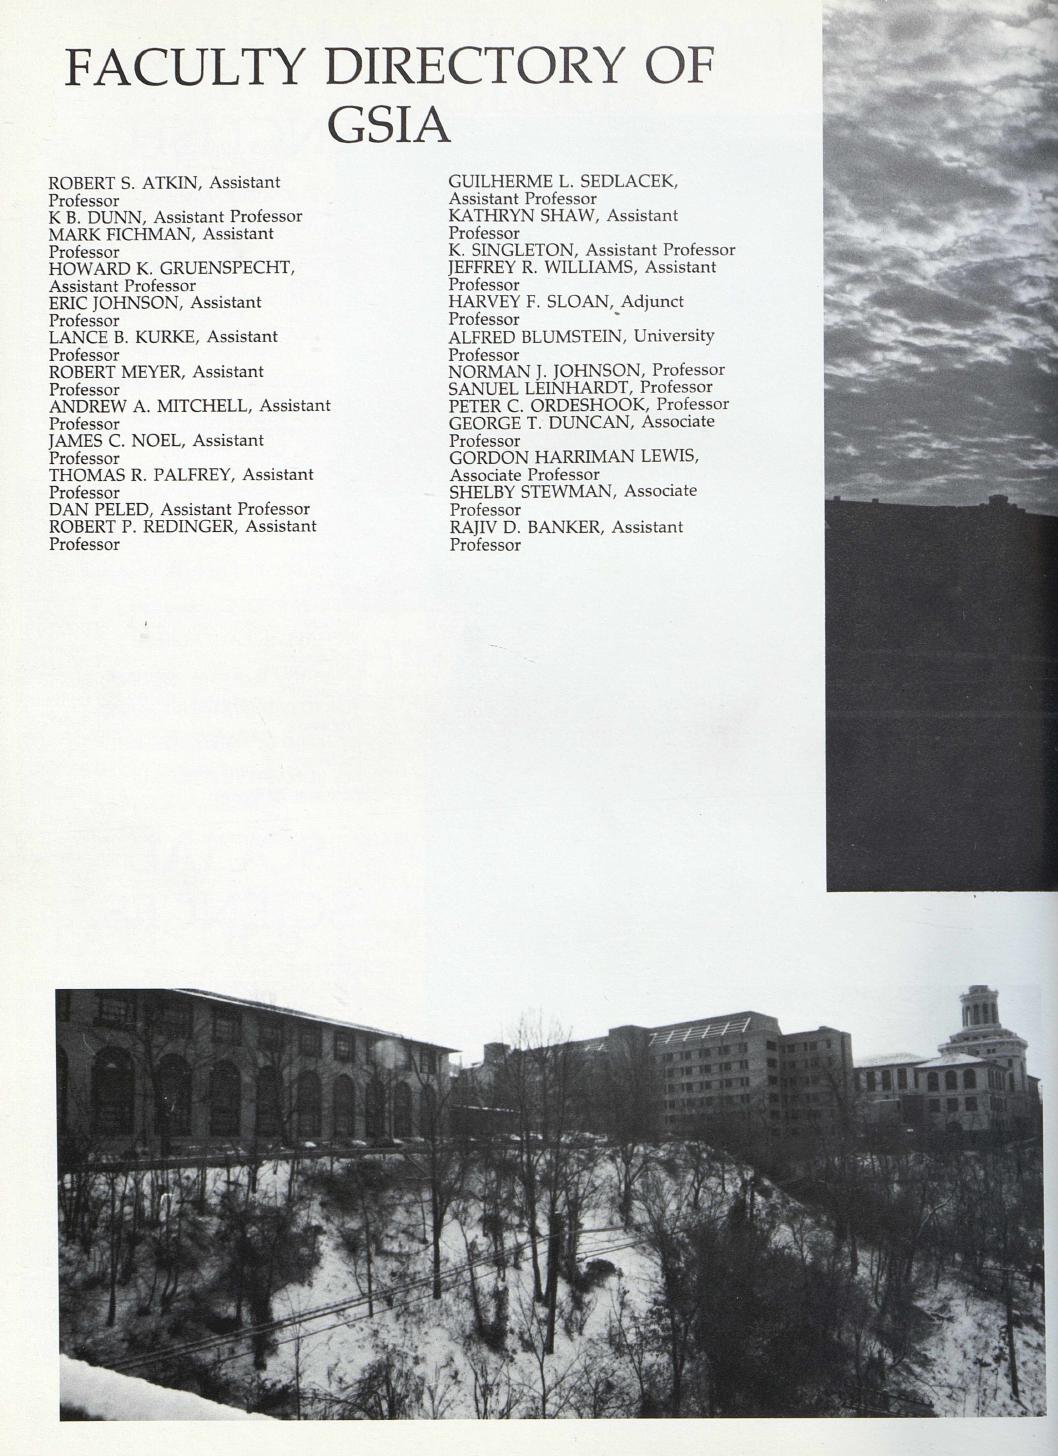 FACULTY DIRECTORY OF
GSIA
ROBERT S. ATKIN, Assistant
Professor
K B. DUNN, Assistant Professor
MARK FICHMAN, Assistant
Professor
HOWARD K. GRUENSPECHT,
Assistant Professor
ERIC JOHNSON, Assistant
Professor
LANCE B. KURKE, Assistant
Professor
ROBERT MEYER, Assistant
Professor
ANDREW A. MITCHELL, Assistant
Professor
JAMES C. NOEL, Assistant
Professor
THOMAS R. PALFREY, Assistant
Professor
DAN PELED, Assistant Professor
ROBERT P. REDINGER, Assistant
Professor
GUILHERME L. SEDLACEK,
Assistant Professor
KATHRYN SHAW, Assistant
Professor
K. SINGLETON, Assistant Professor
JEFFREY R. WILLIAMS, Assistant
Professor
HARVEY F. SLOAN, Adjunct
Professor
ALFRED BLUMSTEIN, University
Professor
NORMAN J. JOHNSON, Professor
SANUEL LEINHARDT, Professor
PETER C. ORDESHOOK, Professor
GEORGE T. DUNCAN, Associate
Professor
GORDON HARRIMAN LEWIS,
Associate Professor
SHELBY STEWMAN, Associate
Professor
RAJIV D. BANKER, Assistant
Professor